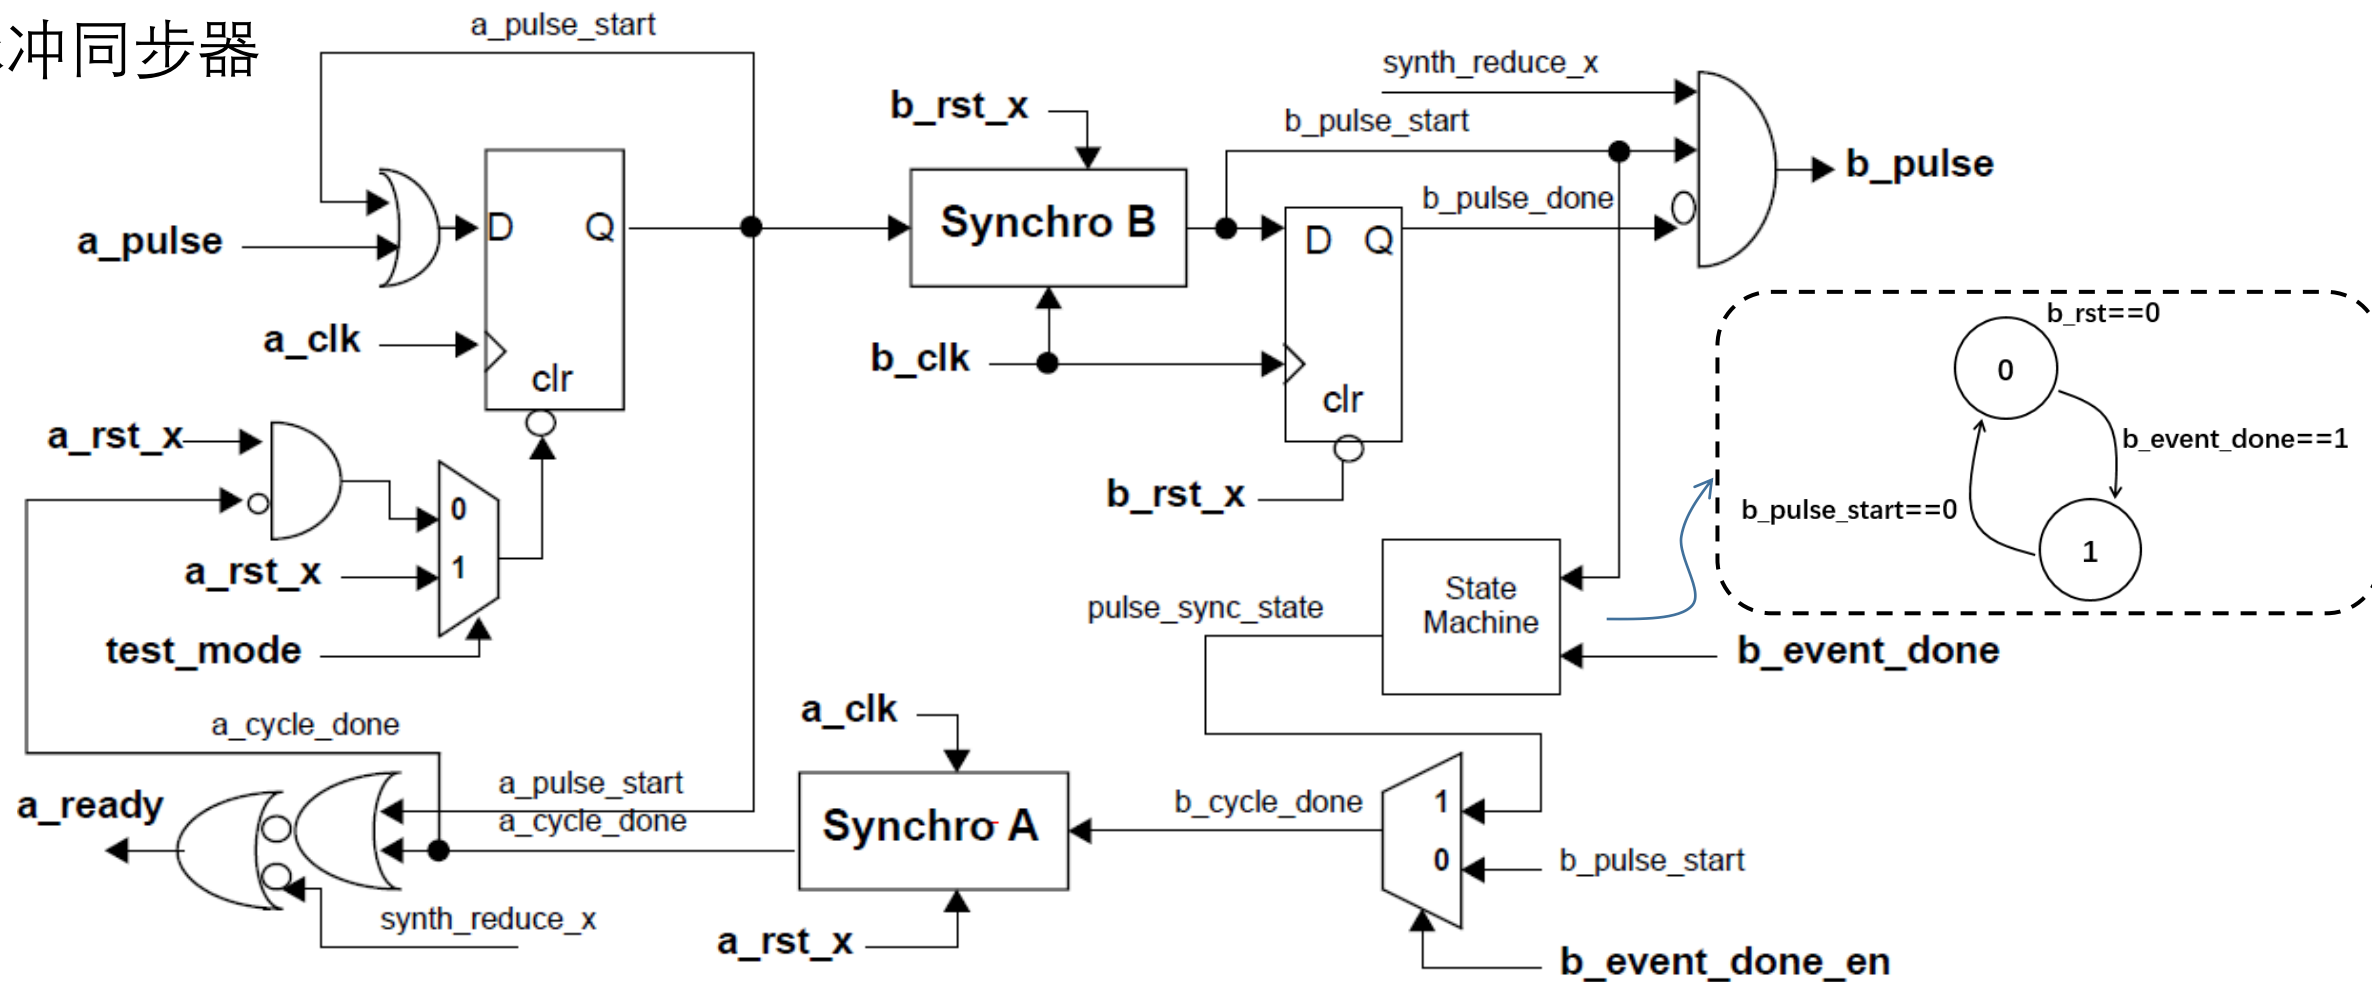 冲同步器
a_pulse_start
synth_reduce_x
b_rst_x
b_pulse_start
b_pulse
b_pulse_done
Synchro B
a_pulse
D Q
D Q
a_clk
b_clk
clr
clr
b_rst==0
0
b_event_done==1
b_pulse_start==0
1
a_rst_x
0
1
a_rst_x
b_rst_x
test_mode
State
Machine
pulse_sync_state
b_event_done
a_clk
a_cycle_done
a_pulse_start
a_ready
a_cycle_done
Synchro A
b_cycle_done
1
0
b_pulse_start
synth_reduce_x
a_rst_x
b_event_done_en